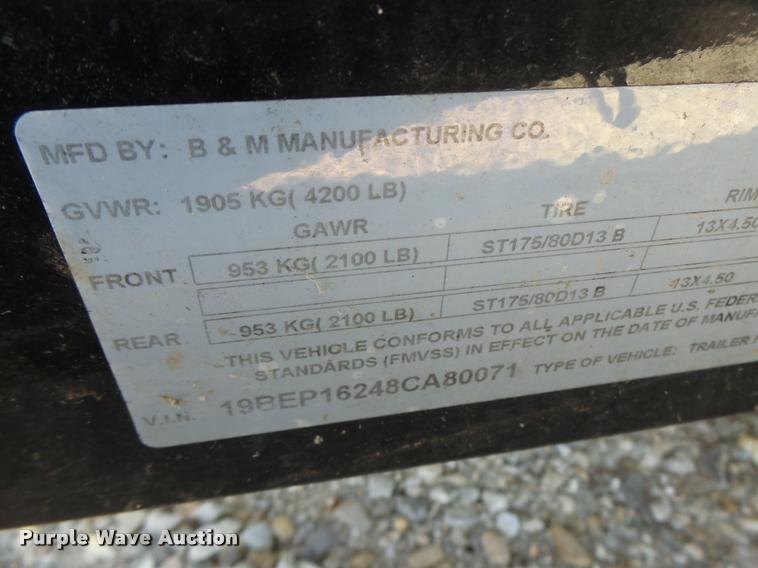 MFD BY: B & M MANUFACTURING CO.
GVWR: 1905 KG( 4200 LB)
GAWR TIRE RIM
FRONT 953 KG( 2100 LB) ST175/80D13 B 13X4.50
REAR 953 KG( 2100 LB) ST175/80D13 B 13X4.50
THIS VEHICLE CONFORMS TO ALL APPLICABLE U.S. FEDER
STANDARDS (FMVSS) IN EFFECT ON THE DATE OF MANUFA
V.I.N. 19BEP16248CA80071 TYPE OF VEHICLE: TRAILER
Purple Wave Auction